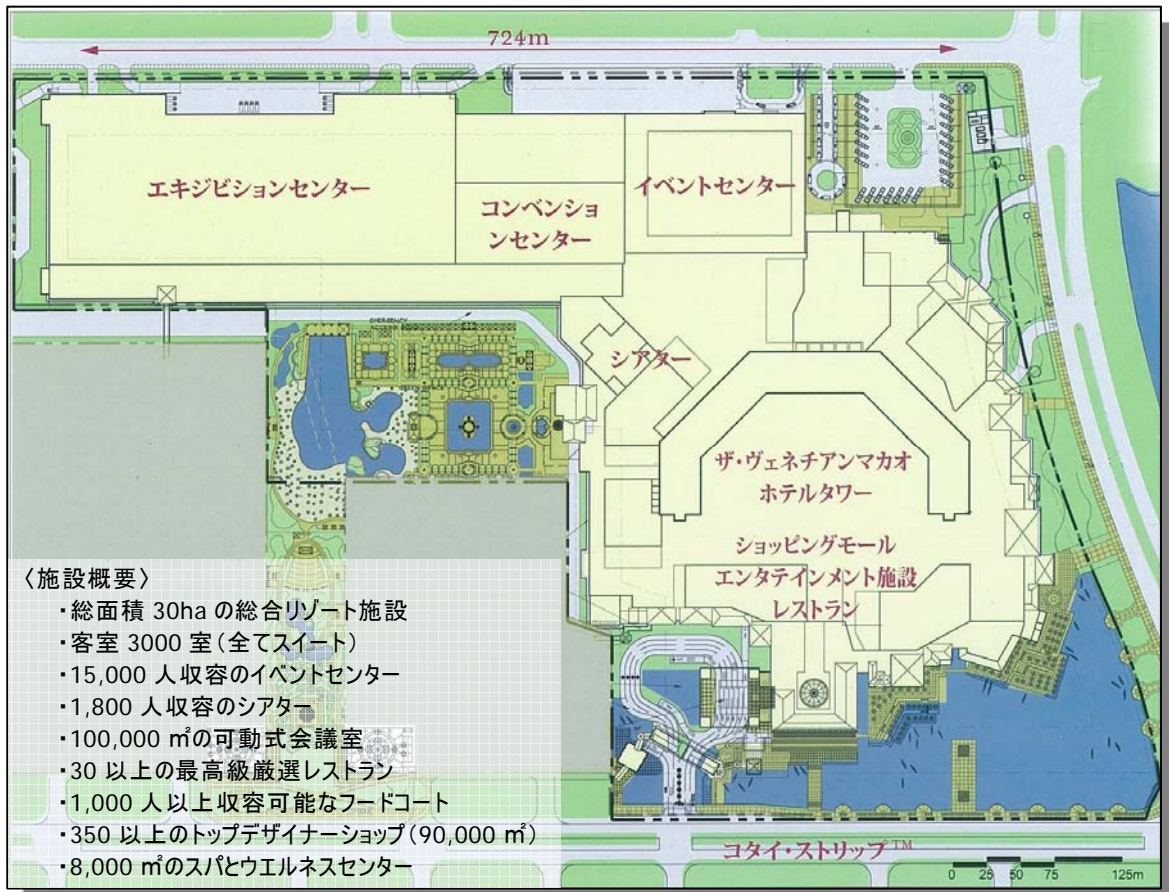 724m
エキジビションセンター
コンベンショ
ンセンター
イベントセンター
EMERGENCY
シアター
ザ・ヴェネチアンマカオ
ホテルタワー
ショッピングモール
エンタテインメント施設
レストラン
〈施設概要〉
・総面積 30ha の総合リゾート施設
・客室 3000 室（全てスイート）
・15,000 人収容のイベントセンター
・1,800 人収容のシアター
・100,000 ㎡の可動式会議室
・30 以上の最高級厳選レストラン
・1,000 人以上収容可能なフードコート
・350 以上のトップデザイナーショップ（90,000 ㎡）
・8,000 ㎡のスパとウエルネスセンター
コタイ・ストリップ™
0 25 50 75 125m